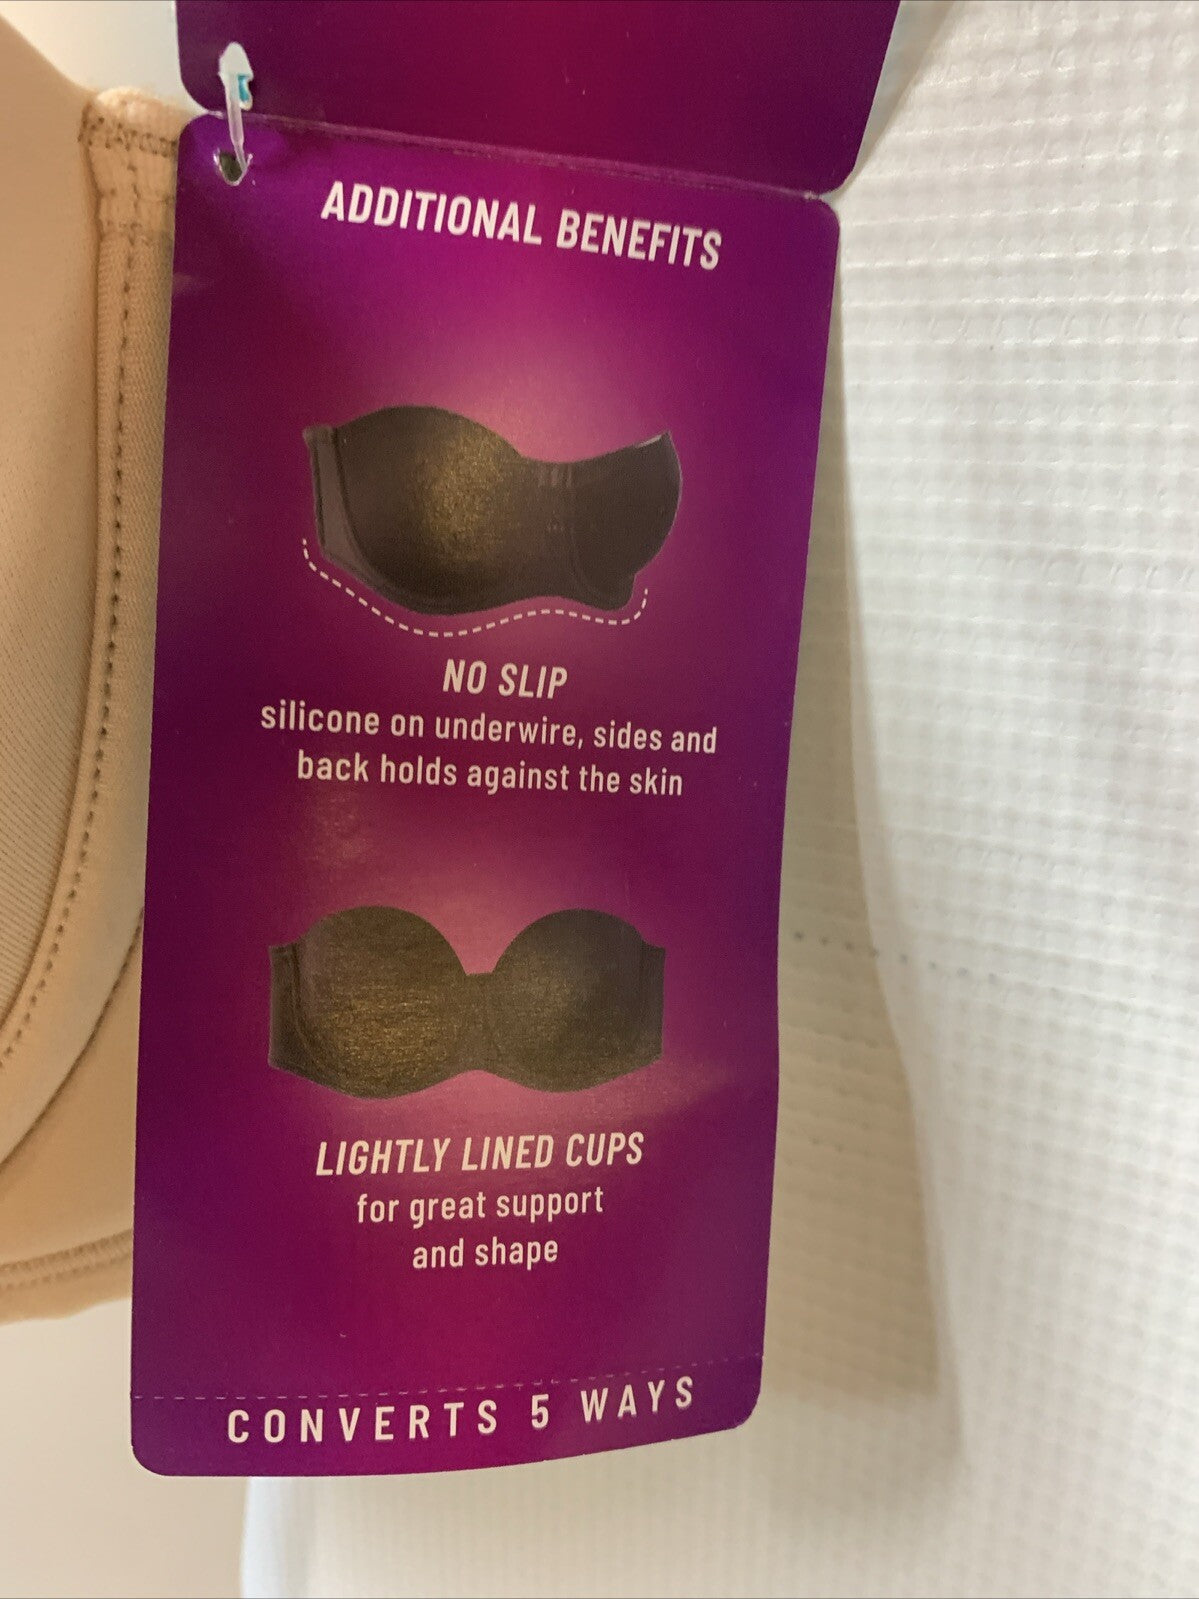 ADDITIONAL BENEFITS
NO SLIP
silicone on underwire, sides and
back holds against the skin
LIGHTLY LINED CUPS
for great support
and shape
CONVERTS 5 WAYS